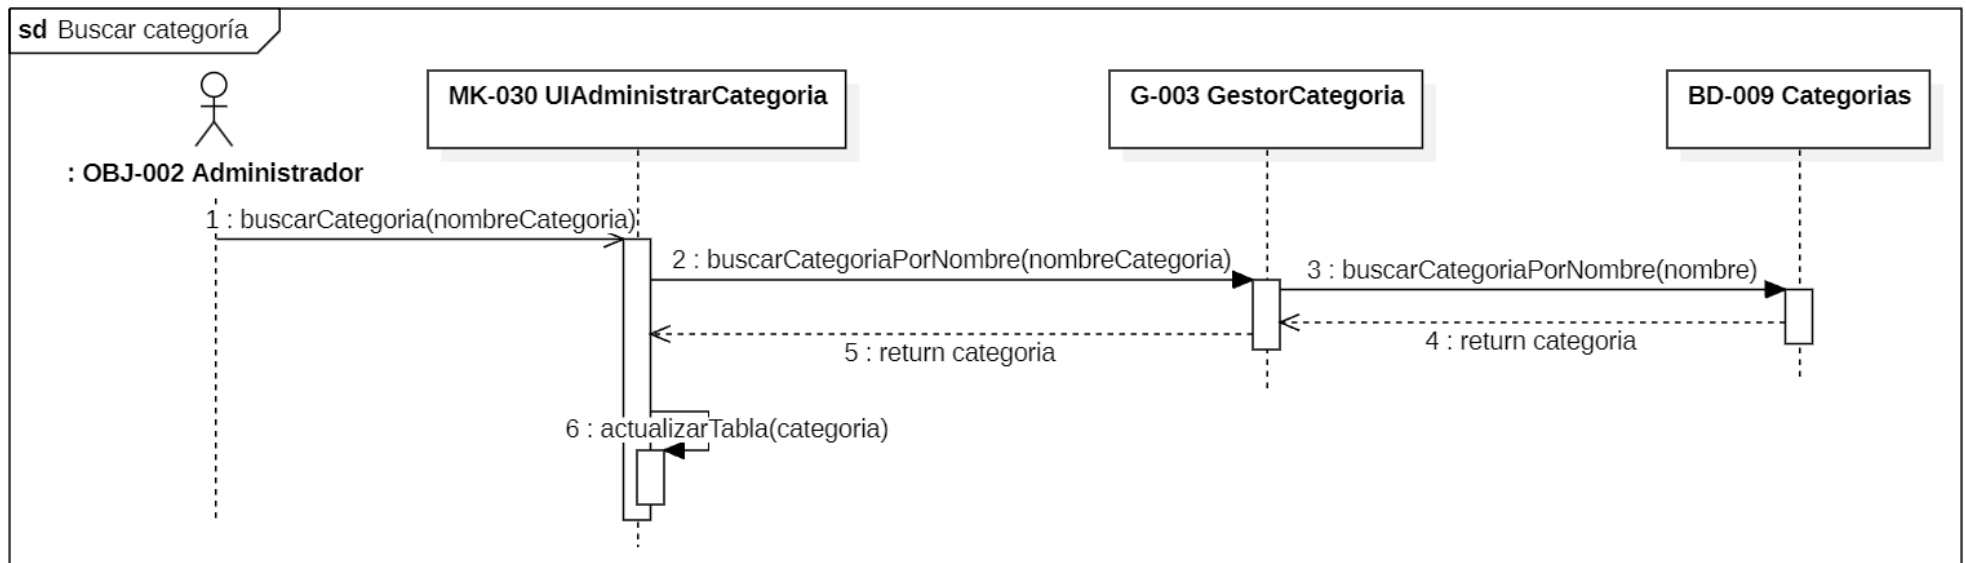 sd Buscar categoría
MK-030 UIAdministrarCategoria
G-003 GestorCategoria
BD-009 Categorias
: OBJ-002 Administrador
1 : buscarCategoria(nombreCategoria)
2 : buscarCategoriaPorNombre(nombreCategoria)
3 : buscarCategoriaPorNombre(nombre)
4 : return categoria
5 : return categoria
6 : actualizarTabla(categoria)